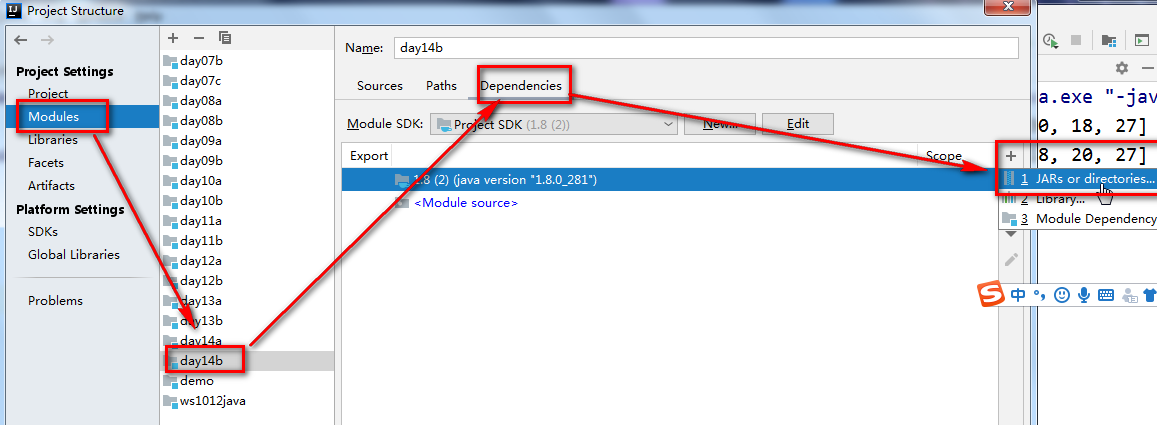 Project Structure
Project Settings
Project
Modules
Libraries
Facets
Artifacts
Platform Settings
SDKs
Global Libraries
Problems
day07b
day07c
day08a
day08b
day09a
day09b
day10a
day10b
day11a
day11b
day12a
day12b
day13a
day13b
day14a
day14b
demo
ws1012java
Name: day14b
Sources Paths Dependencies
Module SDK: Project SDK (1.8 (2)) New... Edit
Export Scope
1.8 (2) (java version "1.8.0_281")
<Module source>
1 JARs or directories...
2 Library...
3 Module Dependency
a.exe "-jav
0, 18, 27]
8, 20, 27]
中